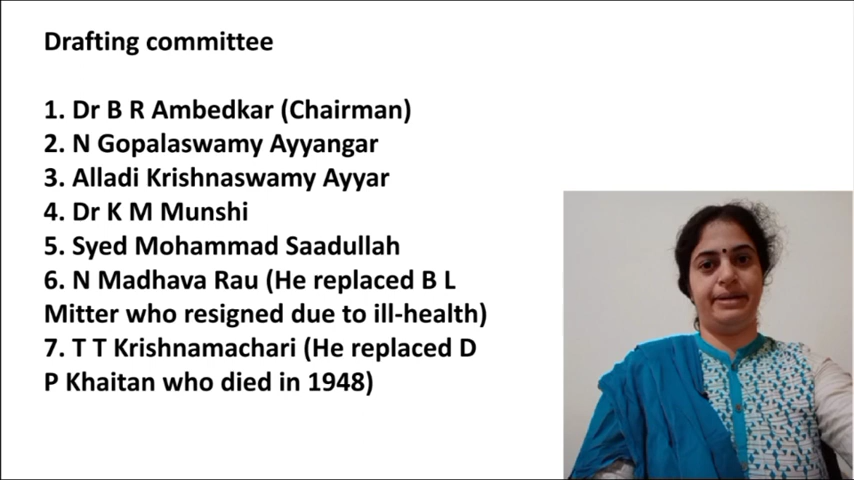 Drafting committee
1. Dr B R Ambedkar (Chairman)
2. N Gopalaswamy Ayyangar
3. Alladi Krishnaswamy Ayyar
4. Dr K M Munshi
5. Syed Mohammad Saadullah
6. N Madhava Rau (He replaced B L
Mitter who resigned due to ill-health)
7. T T Krishnamachari (He replaced D
P Khaitan who died in 1948)